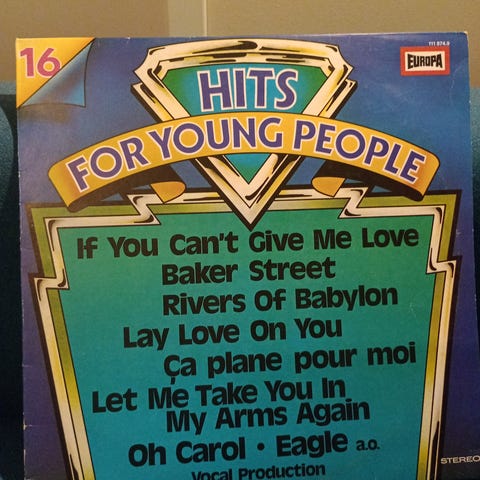 16
111 974.9
EUROPA
HITS
FOR YOUNG PEOPLE
If You Can't Give Me Love
Baker Street
Rivers Of Babylon
Lay Love On You
Ça plane pour moi
Let Me Take You In
My Arms Again
Oh Carol • Eagle a.o.
Vocal Production
STEREO